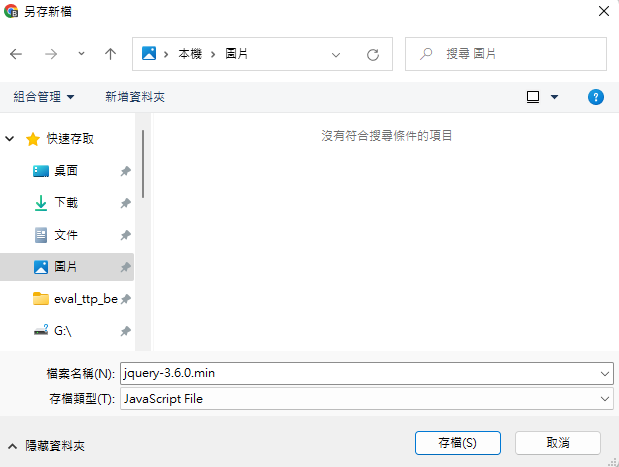 另存新檔
本機 › 圖片
搜尋 圖片
組合管理
新增資料夾
快速存取
沒有符合搜尋條件的項目
桌面
下載
文件
圖片
eval_ttp_be
G:\
檔案名稱(N): jquery-3.6.0.min
存檔類型(T): JavaScript File
隱藏資料夾
存檔(S)
取消